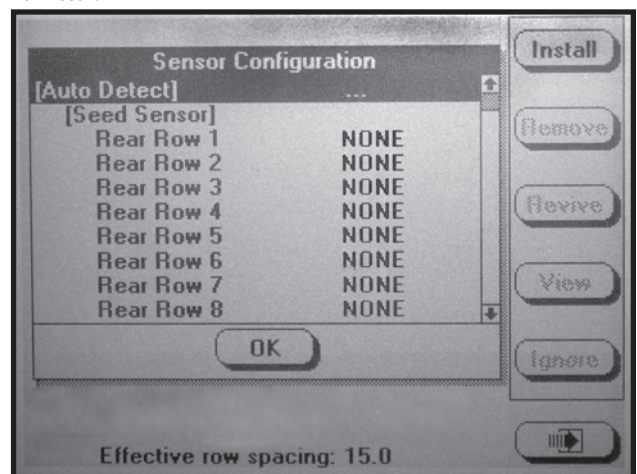 Sensor Configuration
[Auto Detect] ...
[Seed Sensor]
Rear Row 1 NONE
Rear Row 2 NONE
Rear Row 3 NONE
Rear Row 4 NONE
Rear Row 5 NONE
Rear Row 6 NONE
Rear Row 7 NONE
Rear Row 8 NONE
OK
Effective row spacing: 15.0
Install
Remove
Revive
View
Ignore